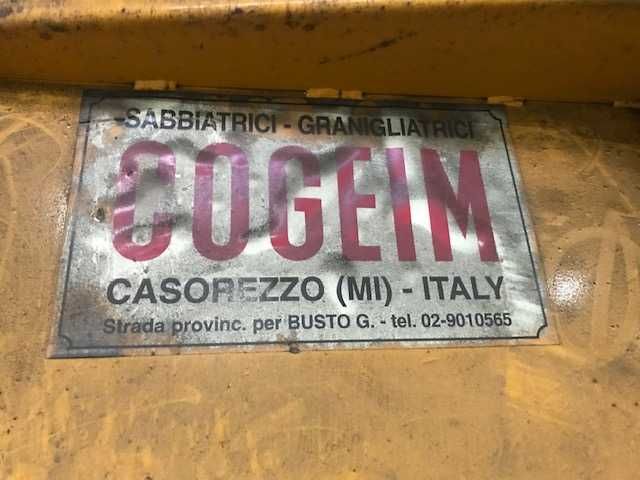 SABBIATRICI - GRANIGLIATRICI
COGEIM
CASOREZZO (MI) - ITALY
Strada provinc. per BUSTO G. - tel. 02-9010565